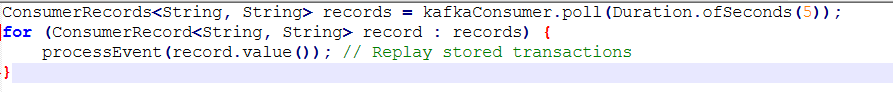 ConsumerRecords<String, String> records = kafkaConsumer.poll(Duration.ofSeconds(5));
for (ConsumerRecord<String, String> record : records) {
    processEvent(record.value()); // Replay stored transactions
}